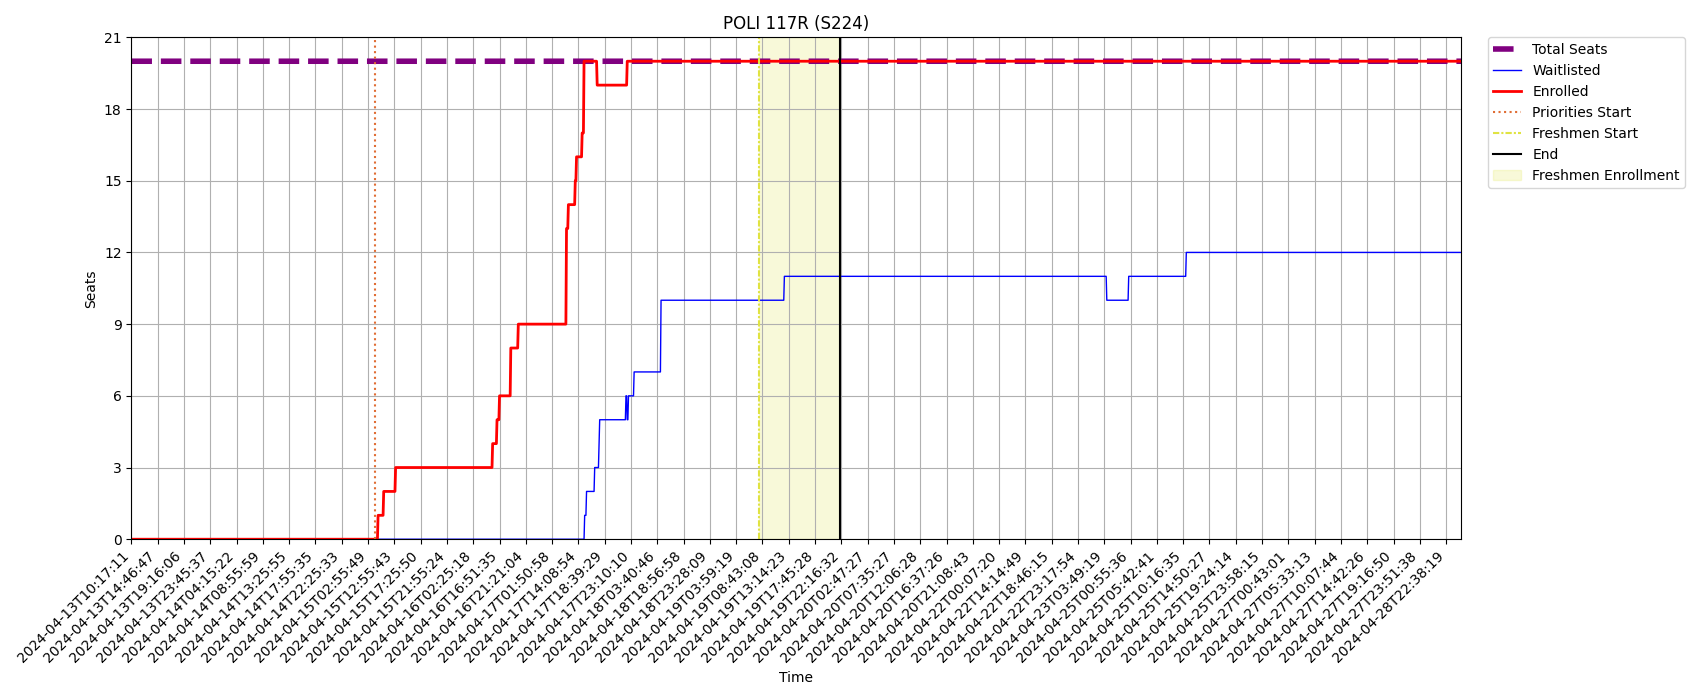 POLI 117R (S224)
21
18
15
12
9
6
3
0
Seats
2024-04-13T10:17:11
2024-04-13T14:46:47
2024-04-13T19:16:06
2024-04-13T23:45:37
2024-04-14T04:15:22
2024-04-14T08:55:59
2024-04-14T13:25:55
2024-04-14T17:55:35
2024-04-14T22:25:33
2024-04-15T02:55:49
2024-04-15T12:55:43
2024-04-15T17:25:50
2024-04-15T21:55:24
2024-04-16T02:25:18
2024-04-16T16:51:35
2024-04-16T21:21:04
2024-04-17T01:50:58
2024-04-17T14:08:54
2024-04-17T18:39:29
2024-04-17T23:10:10
2024-04-18T03:40:46
2024-04-18T18:56:58
2024-04-18T23:28:09
2024-04-19T03:59:19
2024-04-19T08:43:08
2024-04-19T13:14:23
2024-04-19T17:45:28
2024-04-19T22:16:32
2024-04-20T02:47:27
2024-04-20T07:35:27
2024-04-20T12:06:28
2024-04-20T16:37:26
2024-04-20T21:08:43
2024-04-22T00:07:20
2024-04-22T14:14:49
2024-04-22T18:46:15
2024-04-22T23:17:54
2024-04-23T03:49:19
2024-04-25T00:55:36
2024-04-25T05:42:41
2024-04-25T10:16:35
2024-04-25T14:50:27
2024-04-25T19:24:14
2024-04-25T23:58:15
2024-04-27T00:43:01
2024-04-27T05:33:13
2024-04-27T10:07:44
2024-04-27T14:42:26
2024-04-27T19:16:50
2024-04-27T23:51:38
2024-04-28T22:38:19
Time
Total Seats
Waitlisted
Enrolled
Priorities Start
Freshmen Start
End
Freshmen Enrollment